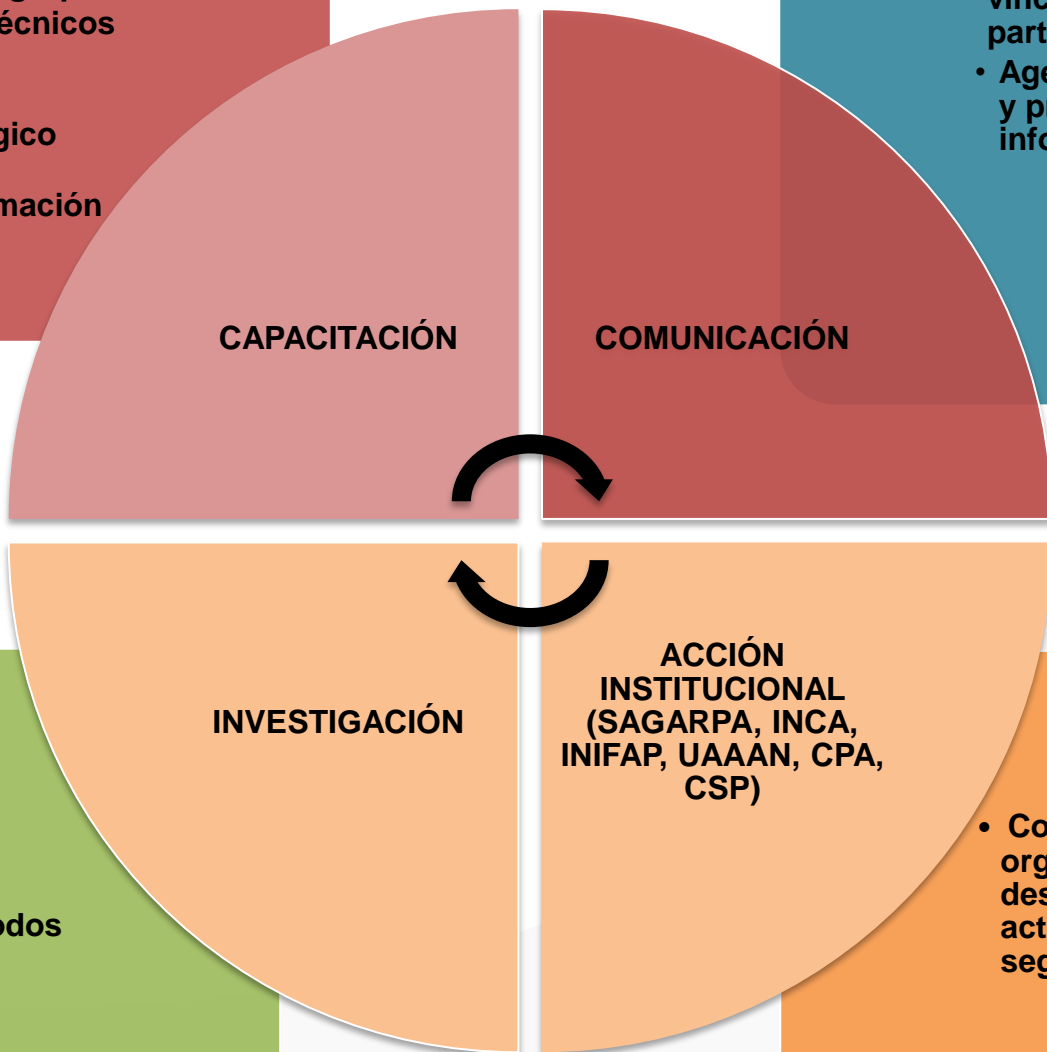 écnicos
gico
mación
part
• Age
y p
info
CAPACITACIÓN
COMUNICACIÓN
INVESTIGACIÓN
ACCIÓN
INSTITUCIONAL
(SAGARPA, INCA,
INIFAP, UAAAN, CPA,
CSP)
odos
• Co
org
des
act
seg